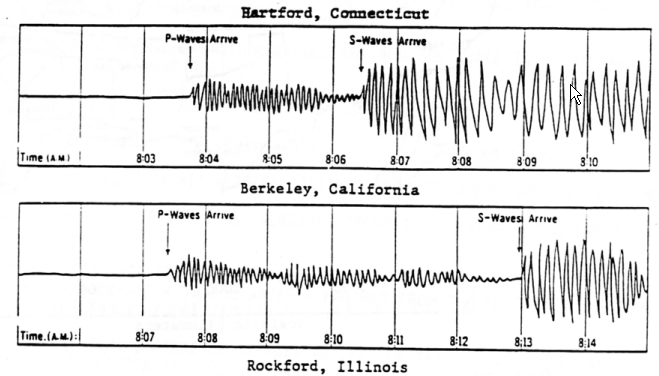 Hartford, Connecticut
P-Waves Arrive S-Waves Arrive
Time (A.M.) 8:03 8:04 8:05 8:06 8:07 8:08 8:09 8:10
Berkeley, California
P-Waves Arrive S-Waves Arrive
Time.(A.M.): 8:07 8:08 8:09 8:10 8:11 8:12 8:13 8:14
Rockford, Illinois